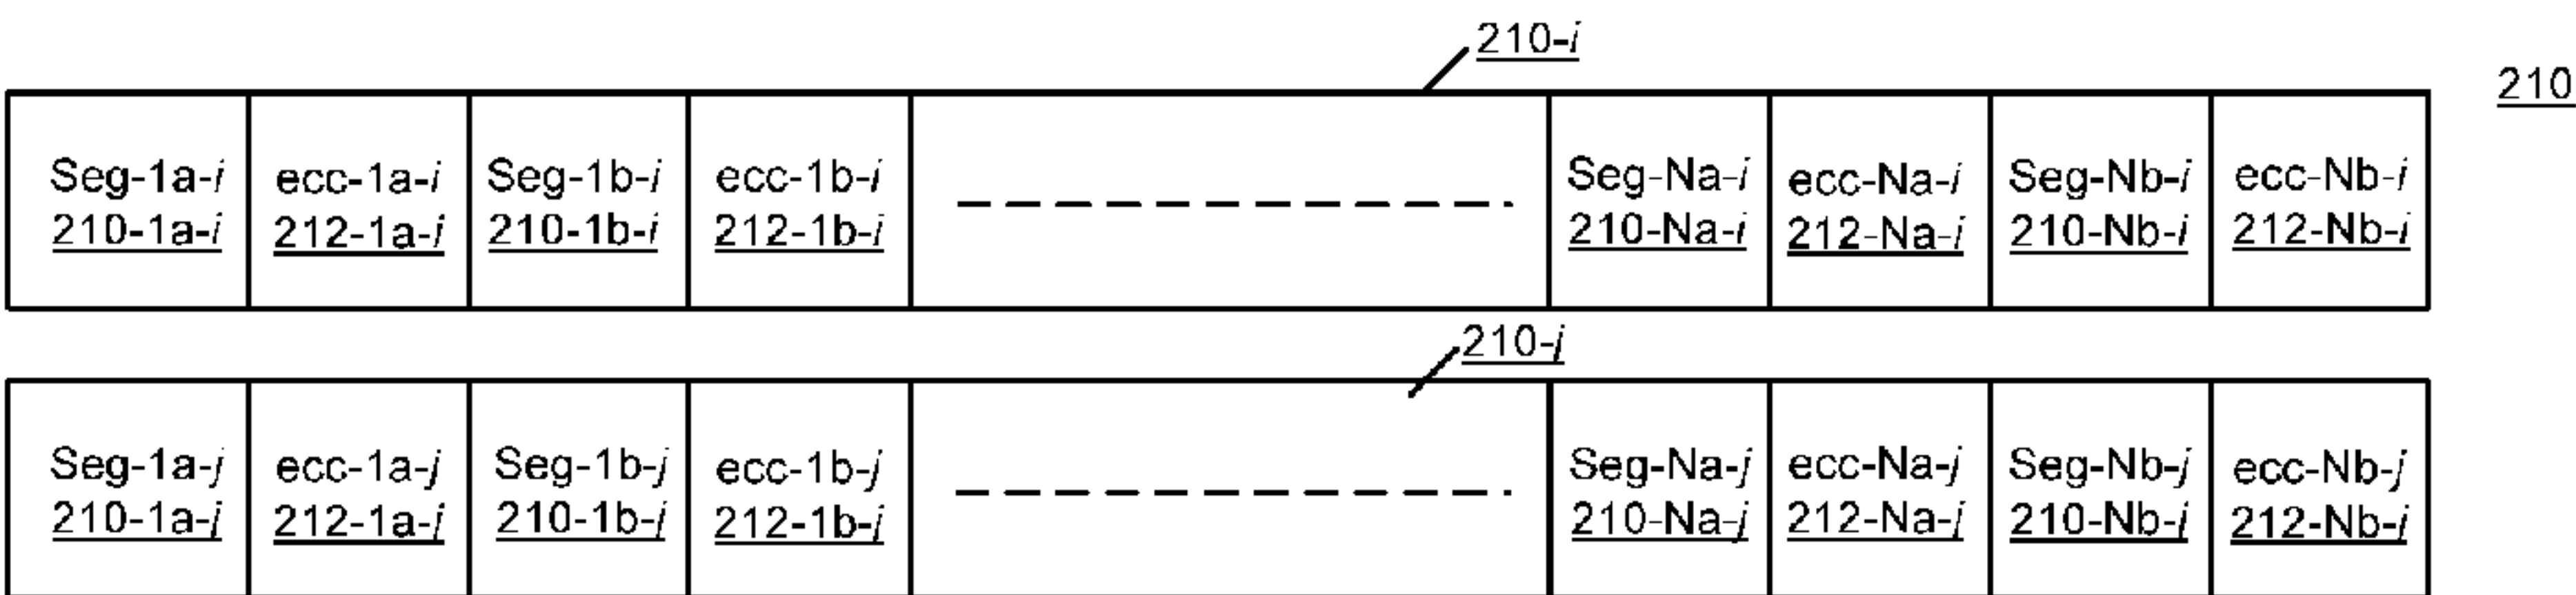 210-i
210
Seg-1a-i ecc-1a-i Seg-1b-i ecc-1b-i Seg-Na-i ecc-Na-i Seg-Nb-i ecc-Nb-i
210-1a-i 212-1a-i 210-1b-i 212-1b-i 210-Na-i 212-Na-i 210-Nb-i 212-Nb-i
210-j
Seg-1a-j ecc-1a-j Seg-1b-j ecc-1b-j Seg-Na-j ecc-Na-j Seg-Nb-j ecc-Nb-j
210-1a-j 212-1a-j 210-1b-j 212-1b-j 210-Na-j 212-Na-j 210-Nb-j 212-Nb-j